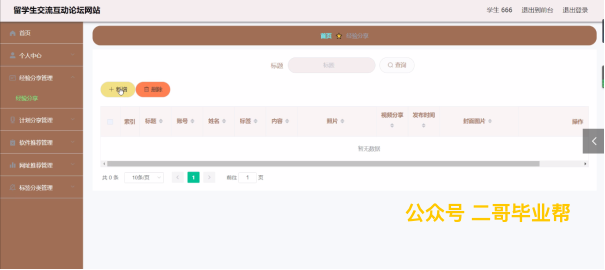 留学生交流互动论坛网站
学生 666 退出到前台 退出登录
首页
个人中心
经验分享管理
经验分享
计划分享管理
软件推荐管理
网址推荐管理
标签分类管理
首页 经验分享
标题 标题 查询
新增 删除
索引 标题 账号 姓名 标签 内容 照片 视频分享 发布时间 封面图片 操作
暂无数据
共 0 条 10条/页 1 前往 1 页
公众号 二哥毕业帮